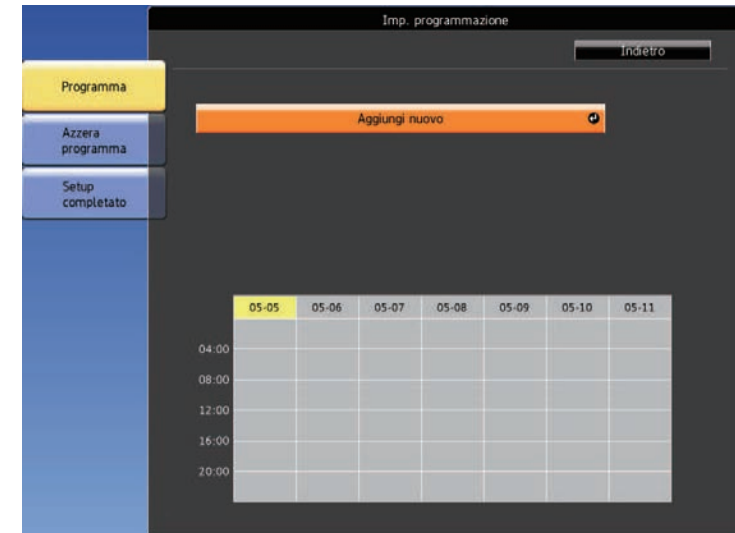 Imp. programmazione
Indietro
Programma
Aggiungi nuovo
Azzera
programma
Setup
completato
05-05 05-06 05-07 05-08 05-09 05-10 05-11
04:00
08:00
12:00
16:00
20:00